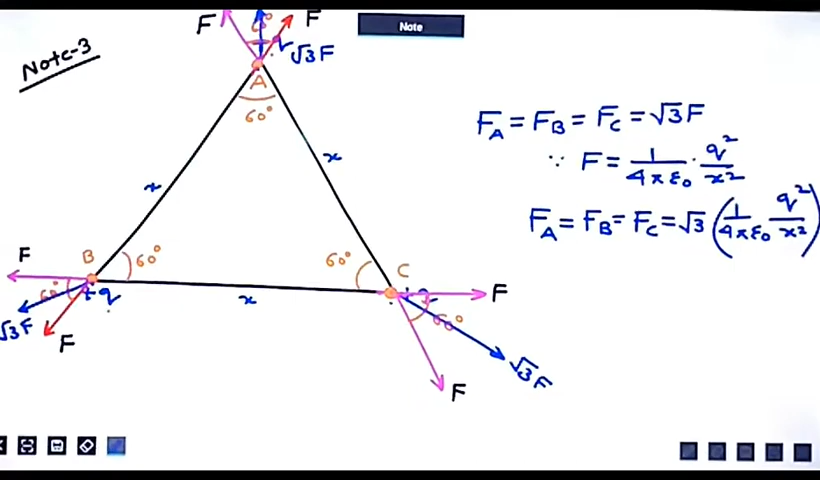 Note
Note-3
F
F
√3F
A
60°
x
x
F_A = F_B = F_C = √3F
∵ F = 1/4πε₀ · q²/x²
F_A = F_B = F_C = √3 (1/4πε₀ q²/x²)
B
60°
60°
C
F
60°
+q
x
F
√3F
F
60°
√3F
F